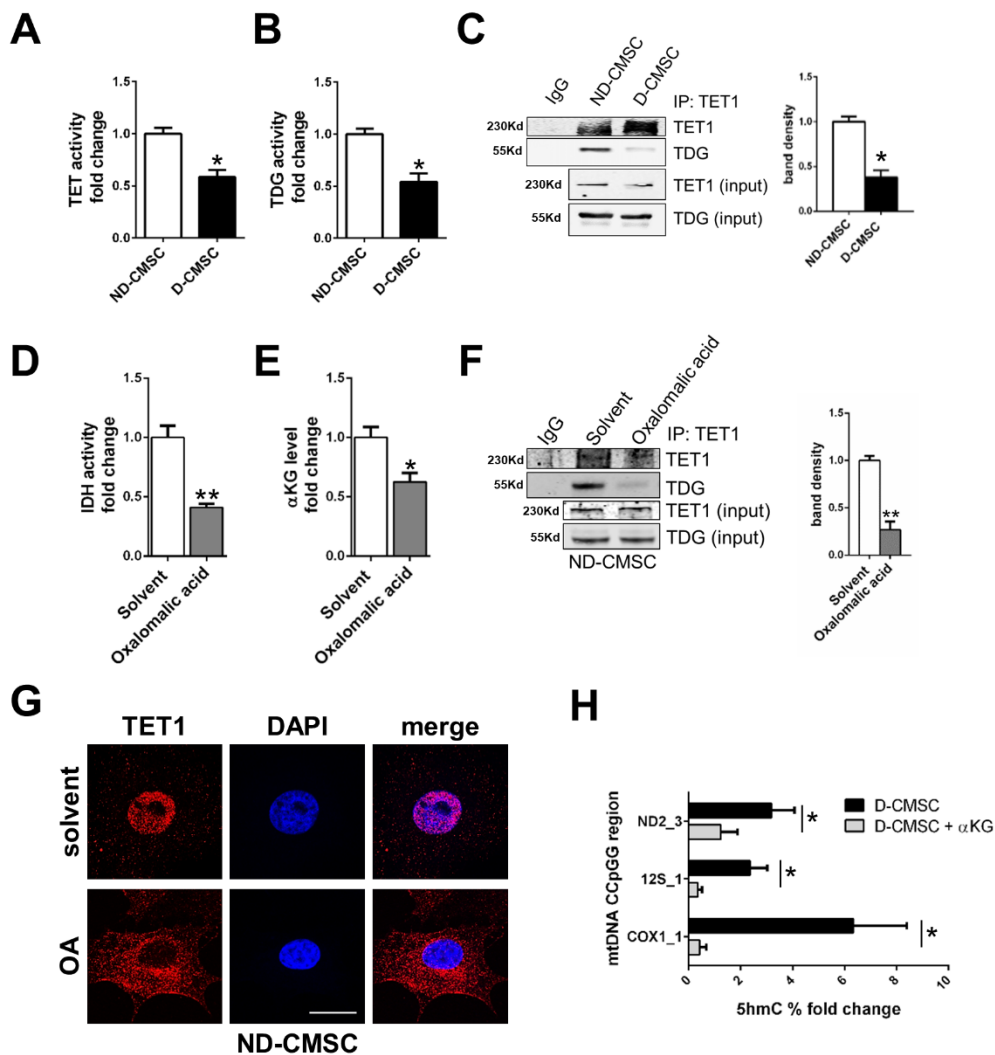 A
TET activity
fold change
1.5
1.0
0.5
0.0
*
ND-CMSC
D-CMSC
B
TDG activity
fold change
1.5
1.0
0.5
0.0
*
ND-CMSC
D-CMSC
C
IgG
ND-CMSC
D-CMSC
IP: TET1
230Kd
TET1
55Kd
TDG
230Kd
TET1 (input)
55Kd
TDG (input)
band density
1.5
1.0
0.5
0.0
*
ND-CMSC
D-CMSC
D
IDH activity
fold change
1.5
1.0
0.5
0.0
**
Solvent
Oxalomalic acid
E
αKG level
fold change
1.5
1.0
0.5
0.0
*
Solvent
Oxalomalic acid
F
IgG
Solvent
Oxalomalic acid
IP: TET1
230Kd
TET1
55Kd
TDG
230Kd
TET1 (input)
55Kd
TDG (input)
ND-CMSC
band density
1.5
1.0
0.5
0.0
**
Solvent
Oxalomalic acid
G
TET1
DAPI
merge
solvent
OA
ND-CMSC
H
mtDNA CCpGG region
ND2_3
12S_1
COX1_1
*
*
*
D-CMSC
D-CMSC + αKG
0 2 4 6 8 10
5hmC % fold change